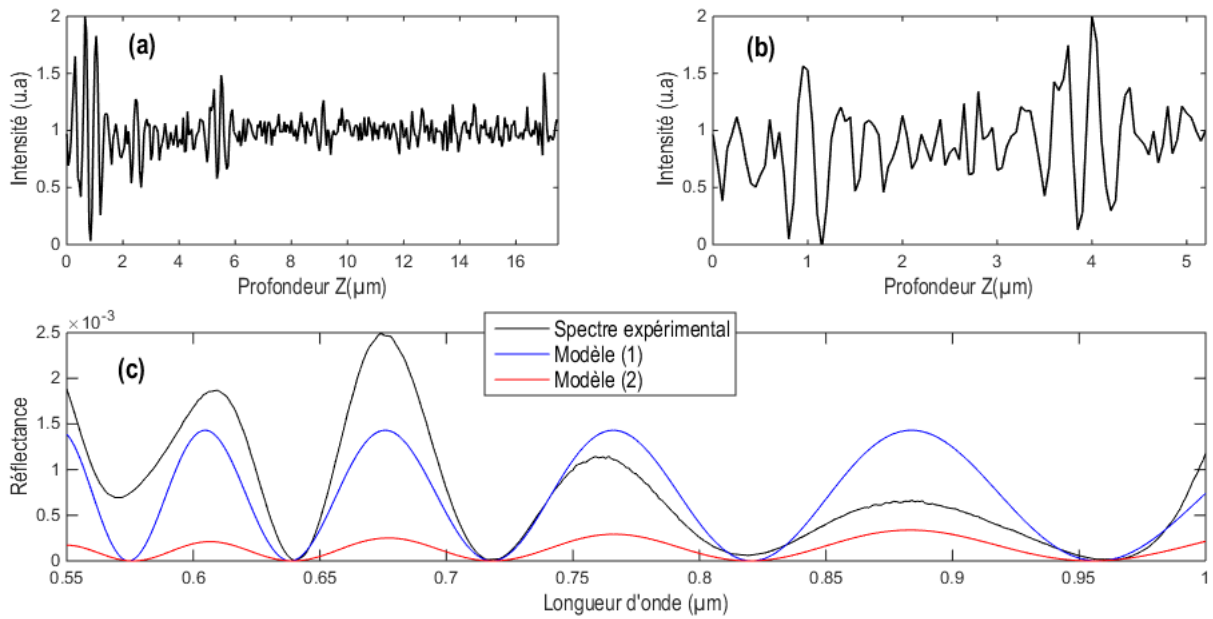 (a)
Intensité (u.a)
2
1.5
1
0.5
0
0 2 4 6 8 10 12 14 16
Profondeur Z(µm)
(b)
Intensité (u.a)
2
1.5
1
0.5
0
0 1 2 3 4 5
Profondeur Z(µm)
×10⁻³
(c)
Réflectance
2.5
2
1.5
1
0.5
0
Spectre expérimental
Modèle (1)
Modèle (2)
0.55 0.6 0.65 0.7 0.75 0.8 0.85 0.9 0.95 1
Longueur d'onde (µm)